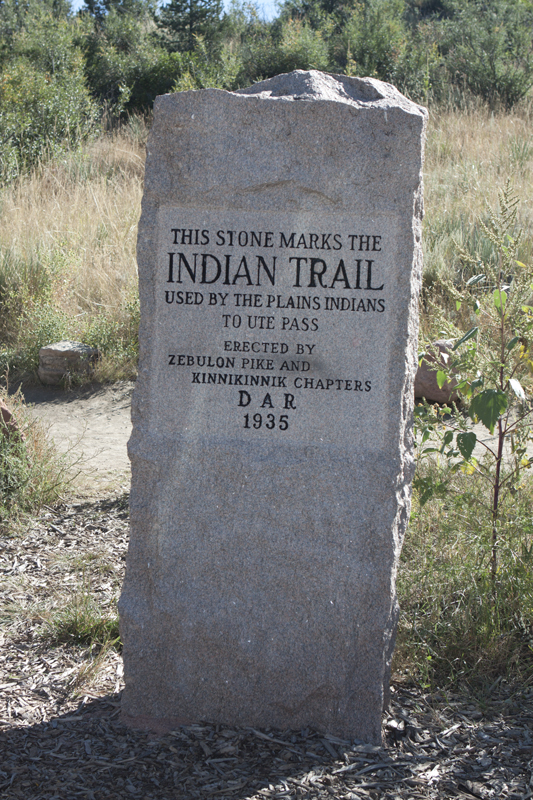 THIS STONE MARKS THE
INDIAN TRAIL
USED BY THE PLAINS INDIANS
TO UTE PASS
ERECTED BY
ZEBULON PIKE AND
KINNIKINNIK CHAPTERS
D A R
1935